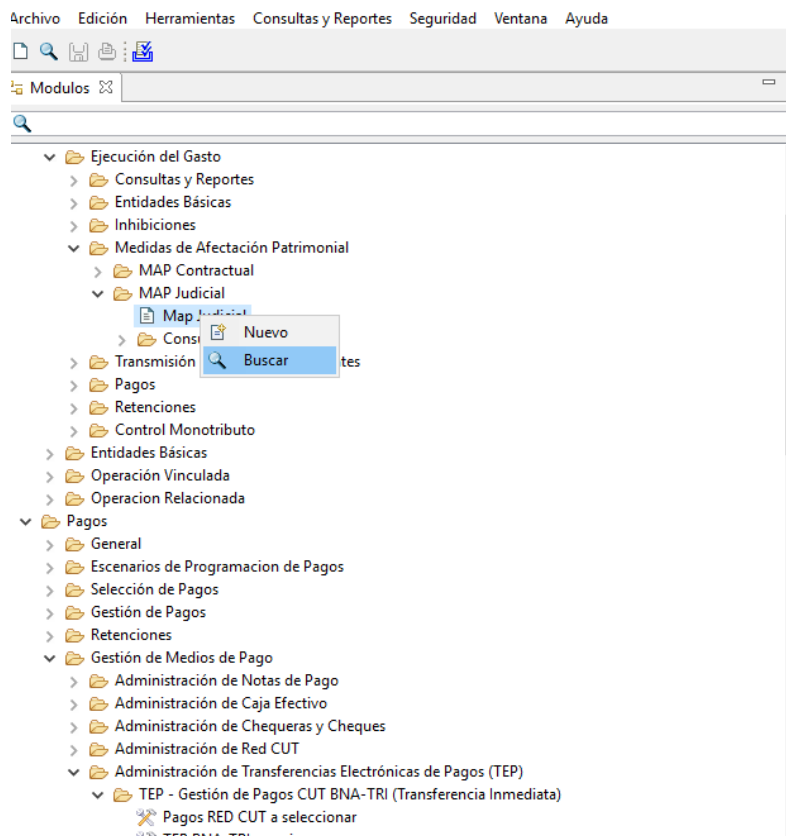 Archivo Edición Herramientas Consultas y Reportes Seguridad Ventana Ayuda
Modulos
Ejecución del Gasto
Consultas y Reportes
Entidades Básicas
Inhibiciones
Medidas de Afectación Patrimonial
MAP Contractual
MAP Judicial
Map Judicial
Nuevo
Buscar
Transmisión
Pagos
Retenciones
Control Monotributo
Entidades Básicas
Operación Vinculada
Operacion Relacionada
Pagos
General
Escenarios de Programacion de Pagos
Selección de Pagos
Gestión de Pagos
Retenciones
Gestión de Medios de Pago
Administración de Notas de Pago
Administración de Caja Efectivo
Administración de Chequeras y Cheques
Administración de Red CUT
Administración de Transferencias Electrónicas de Pagos (TEP)
TEP - Gestión de Pagos CUT BNA-TRI (Transferencia Inmediata)
Pagos RED CUT a seleccionar